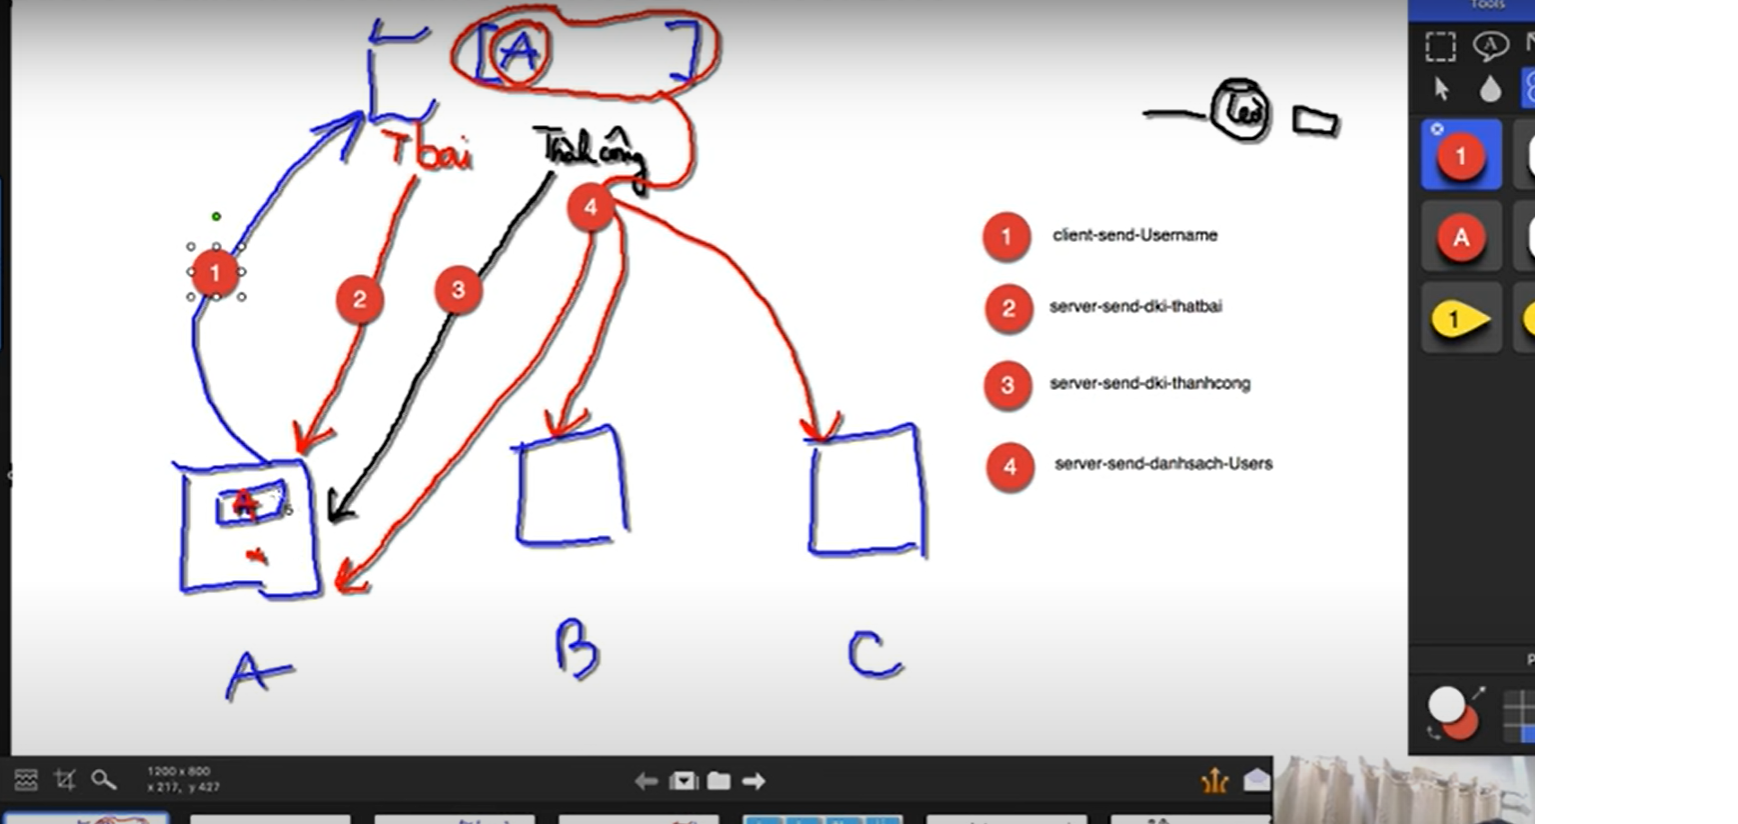 Tools
[A]
Tbai
Thành công
Teo
1
2
3
4
1 client-send-Username
2 server-send-dki-thatbai
3 server-send-dki-thanhcong
4 server-send-danhsach-Users
A
A
B
C
A
1
A
1
1200 x 800
x 217, y 427